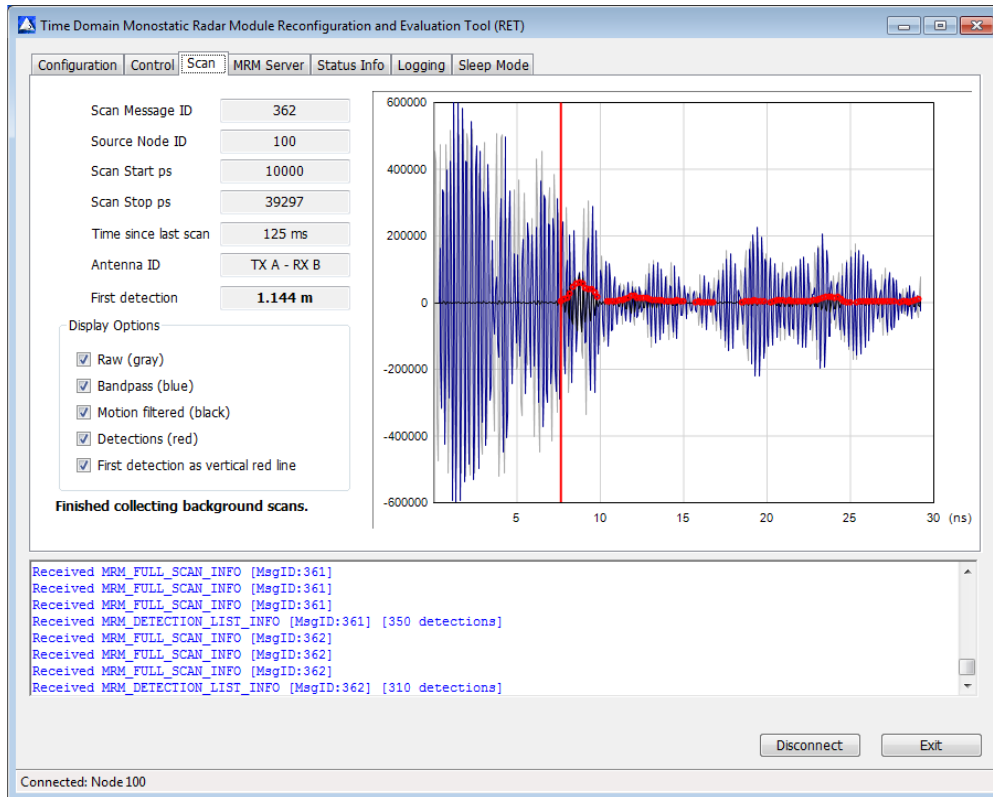 Time Domain Monostatic Radar Module Reconfiguration and Evaluation Tool (RET)
Configuration Control Scan MRM Server Status Info Logging Sleep Mode
Scan Message ID 362
Source Node ID 100
Scan Start ps 10000
Scan Stop ps 39297
Time since last scan 125 ms
Antenna ID TX A - RX B
First detection 1.144 m
Display Options
Raw (gray)
Bandpass (blue)
Motion filtered (black)
Detections (red)
First detection as vertical red line
Finished collecting background scans.
600000
400000
200000
0
-200000
-400000
-600000
5 10 15 20 25 30 (ns)
Received MRM_FULL_SCAN_INFO [MsgID:361]
Received MRM_FULL_SCAN_INFO [MsgID:361]
Received MRM_FULL_SCAN_INFO [MsgID:361]
Received MRM_DETECTION_LIST_INFO [MsgID:361] [350 detections]
Received MRM_FULL_SCAN_INFO [MsgID:362]
Received MRM_FULL_SCAN_INFO [MsgID:362]
Received MRM_FULL_SCAN_INFO [MsgID:362]
Received MRM_DETECTION_LIST_INFO [MsgID:362] [310 detections]
Disconnect Exit
Connected: Node 100